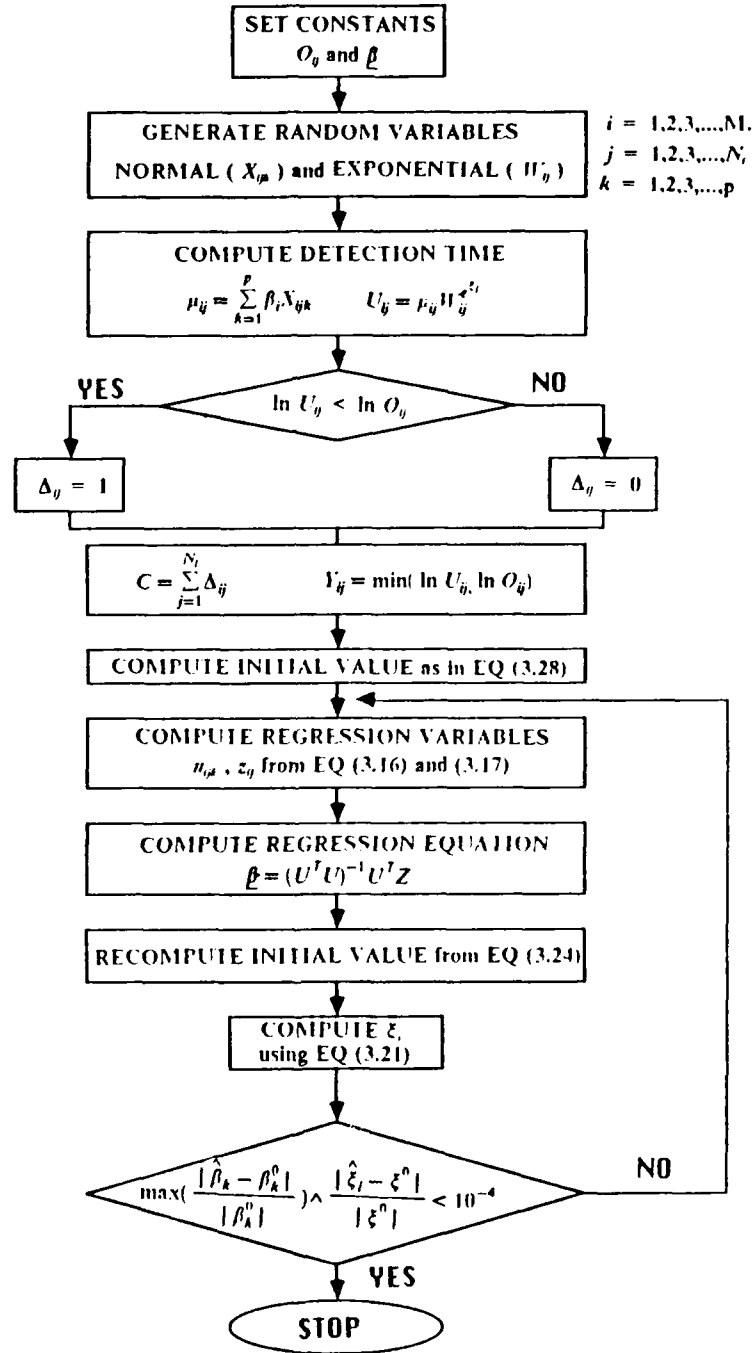 SET CONSTANTS
O_ij and β
GENERATE RANDOM VARIABLES
NORMAL ( X_ijk ) and EXPONENTIAL ( W_ij )
i = 1,2,3,...,M.
j = 1,2,3,...,N_i
k = 1,2,3,...,p
COMPUTE DETECTION TIME
μ_ij = Σ_{k=1}^{p} β_i X_ijk U_ij = μ_ij W_ij
YES
ln U_ij < ln O_ij
NO
Δ_ij = 1
Δ_ij = 0
C = Σ_{j=1}^{N_i} Δ_ij Y_ij = min( ln U_ij, ln O_ij)
COMPUTE INITIAL VALUE as in EQ (3.28)
COMPUTE REGRESSION VARIABLES
u_ijk , z_ij from EQ (3.16) and (3.17)
COMPUTE REGRESSION EQUATION
β = (U^T U)^−1 U^T Z
RECOMPUTE INITIAL VALUE from EQ (3.24)
COMPUTE ξ_i
using EQ (3.21)
max( |β̂_k − β_k^0| / |β_k^0| ) ∧ |ξ̂_i − ξ^0| / |ξ^0| < 10^−4
NO
YES
STOP